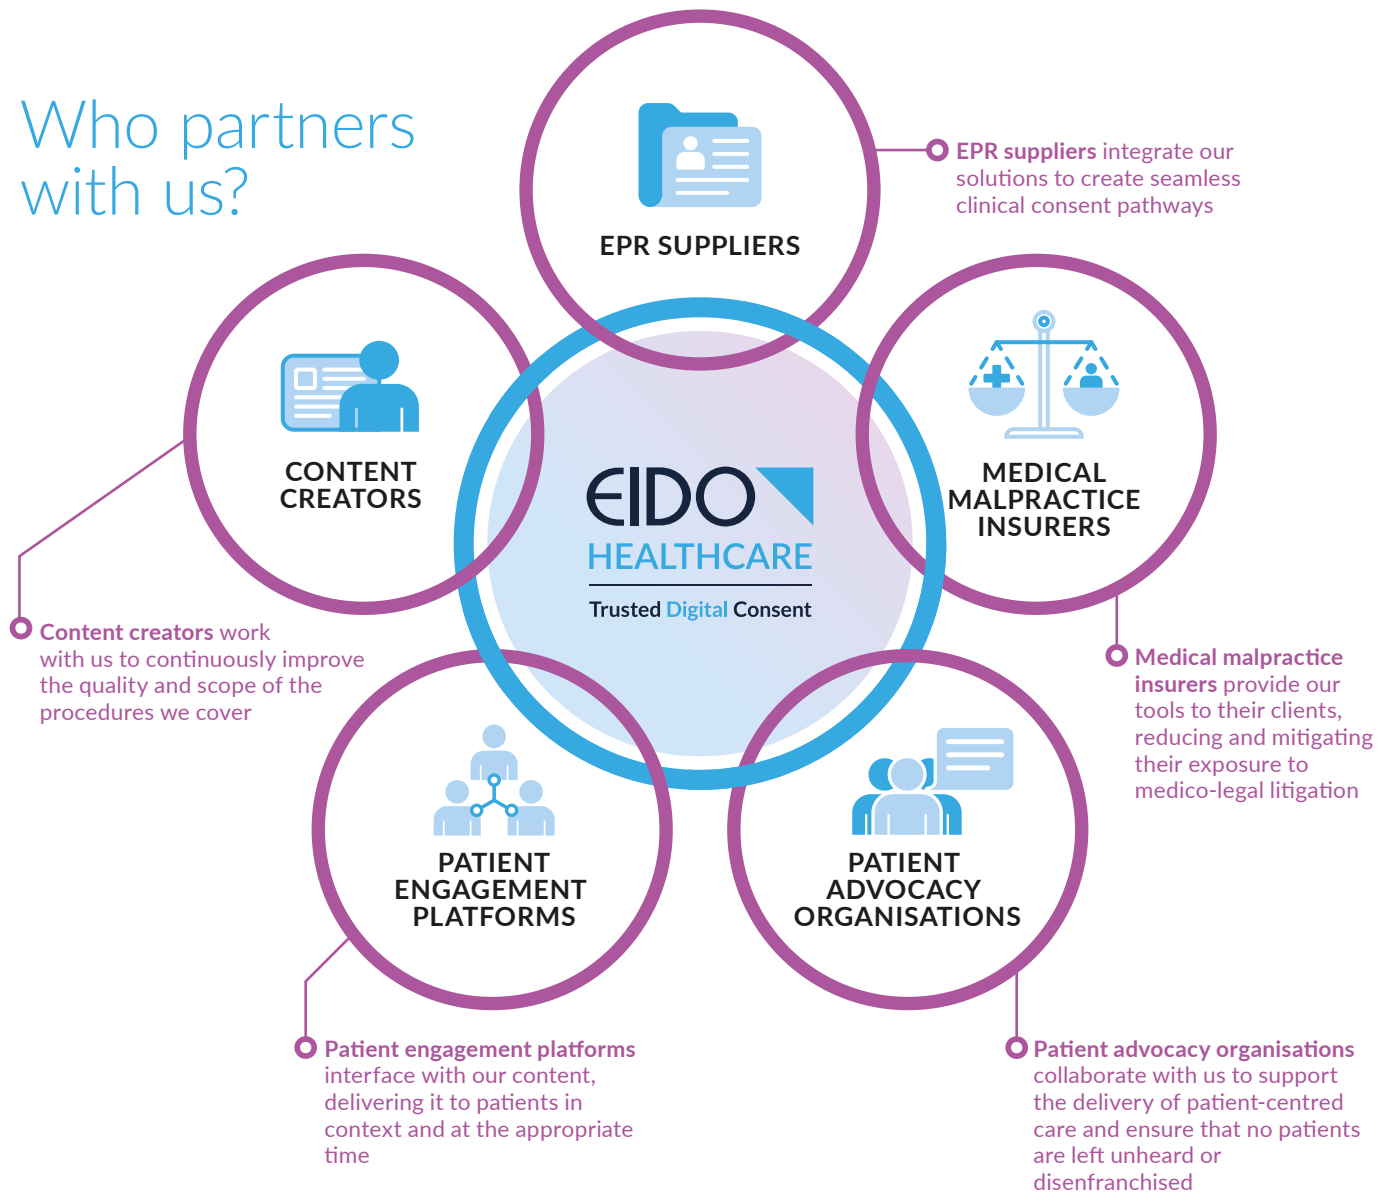 Who partners
with us?
EPR SUPPLIERS
EPR suppliers integrate our
solutions to create seamless
clinical consent pathways
CONTENT
CREATORS
MEDICAL
MALPRACTICE
INSURERS
EIDO
HEALTHCARE
Trusted Digital Consent
Content creators work
with us to continuously improve
the quality and scope of the
procedures we cover
Medical malpractice
insurers provide our
tools to their clients,
reducing and mitigating
their exposure to
medico-legal litigation
PATIENT
ENGAGEMENT
PLATFORMS
PATIENT
ADVOCACY
ORGANISATIONS
Patient engagement platforms
interface with our content,
delivering it to patients in
context and at the appropriate
time
Patient advocacy organisations
collaborate with us to support
the delivery of patient-centred
care and ensure that no patients
are left unheard or
disenfranchised